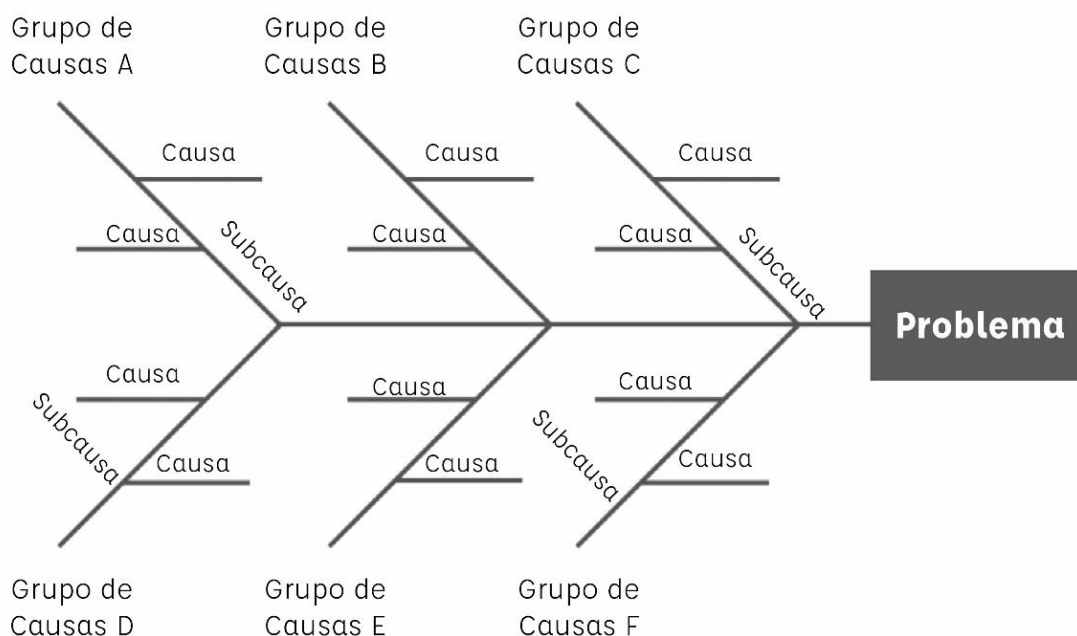 Grupo de
Causas A
Grupo de
Causas B
Grupo de
Causas C
Causa
Causa
Causa
Causa
Causa
Causa
Subcausa
Subcausa
Problema
Causa
Causa
Causa
Subcausa
Subcausa
Causa
Causa
Causa
Grupo de
Causas D
Grupo de
Causas E
Grupo de
Causas F